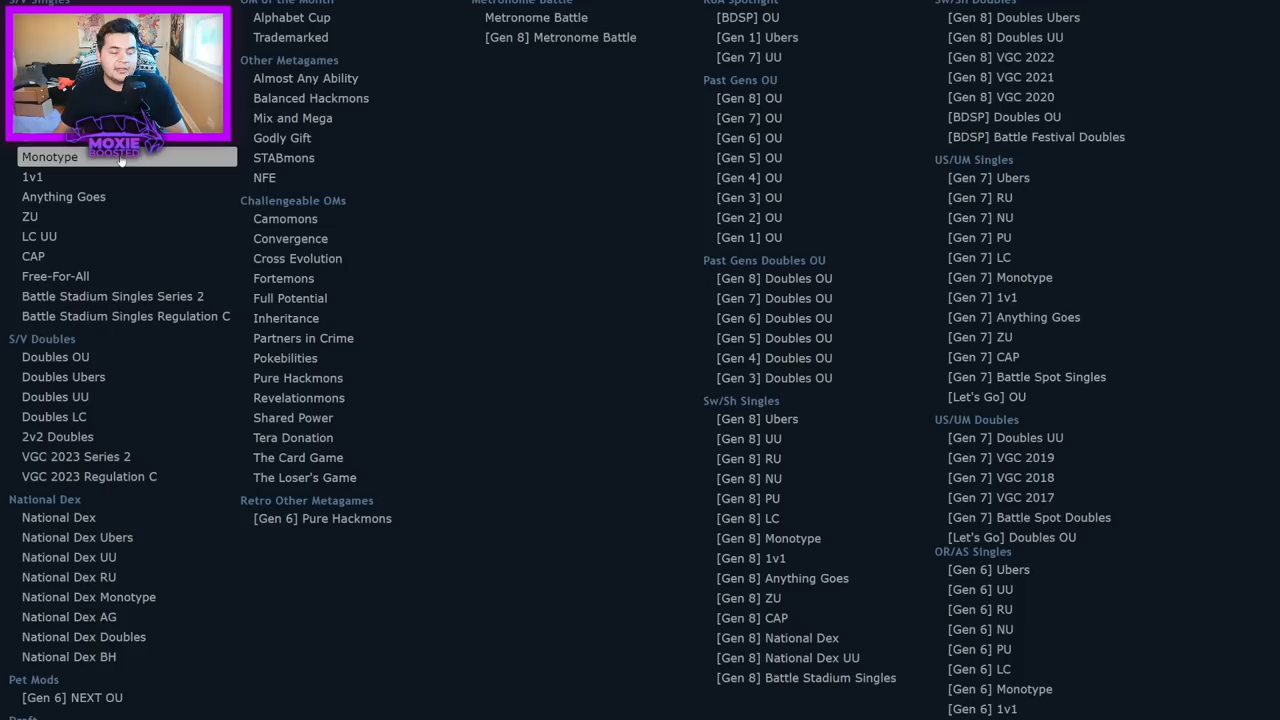 S/V Singles
MOXIE
BOOSTED
Monotype
1v1
Anything Goes
ZU
LC UU
CAP
Free-For-All
Battle Stadium Singles Series 2
Battle Stadium Singles Regulation C
S/V Doubles
Doubles OU
Doubles Ubers
Doubles UU
Doubles LC
2v2 Doubles
VGC 2023 Series 2
VGC 2023 Regulation C
National Dex
National Dex
National Dex Ubers
National Dex UU
National Dex RU
National Dex Monotype
National Dex AG
National Dex Doubles
National Dex BH
Pet Mods
[Gen 6] NEXT OU
Draft
OM of the Month
Alphabet Cup
Trademarked
Other Metagames
Almost Any Ability
Balanced Hackmons
Mix and Mega
Godly Gift
STABmons
NFE
Challengeable OMs
Camomons
Convergence
Cross Evolution
Fortemons
Full Potential
Inheritance
Partners in Crime
Pokebilities
Pure Hackmons
Revelationmons
Shared Power
Tera Donation
The Card Game
The Loser's Game
Retro Other Metagames
[Gen 6] Pure Hackmons
Metronome Battle
Metronome Battle
[Gen 8] Metronome Battle
RoA Spotlight
[BDSP] OU
[Gen 1] Ubers
[Gen 7] UU
Past Gens OU
[Gen 8] OU
[Gen 7] OU
[Gen 6] OU
[Gen 5] OU
[Gen 4] OU
[Gen 3] OU
[Gen 2] OU
[Gen 1] OU
Past Gens Doubles OU
[Gen 8] Doubles OU
[Gen 7] Doubles OU
[Gen 6] Doubles OU
[Gen 5] Doubles OU
[Gen 4] Doubles OU
[Gen 3] Doubles OU
Sw/Sh Singles
[Gen 8] Ubers
[Gen 8] UU
[Gen 8] RU
[Gen 8] NU
[Gen 8] PU
[Gen 8] LC
[Gen 8] Monotype
[Gen 8] 1v1
[Gen 8] Anything Goes
[Gen 8] ZU
[Gen 8] CAP
[Gen 8] National Dex
[Gen 8] National Dex UU
[Gen 8] Battle Stadium Singles
Sw/Sh Doubles
[Gen 8] Doubles Ubers
[Gen 8] Doubles UU
[Gen 8] VGC 2022
[Gen 8] VGC 2021
[Gen 8] VGC 2020
[BDSP] Doubles OU
[BDSP] Battle Festival Doubles
US/UM Singles
[Gen 7] Ubers
[Gen 7] RU
[Gen 7] NU
[Gen 7] PU
[Gen 7] LC
[Gen 7] Monotype
[Gen 7] 1v1
[Gen 7] Anything Goes
[Gen 7] ZU
[Gen 7] CAP
[Gen 7] Battle Spot Singles
[Let's Go] OU
US/UM Doubles
[Gen 7] Doubles UU
[Gen 7] VGC 2019
[Gen 7] VGC 2018
[Gen 7] VGC 2017
[Gen 7] Battle Spot Doubles
[Let's Go] Doubles OU
OR/AS Singles
[Gen 6] Ubers
[Gen 6] UU
[Gen 6] RU
[Gen 6] NU
[Gen 6] PU
[Gen 6] LC
[Gen 6] Monotype
[Gen 6] 1v1